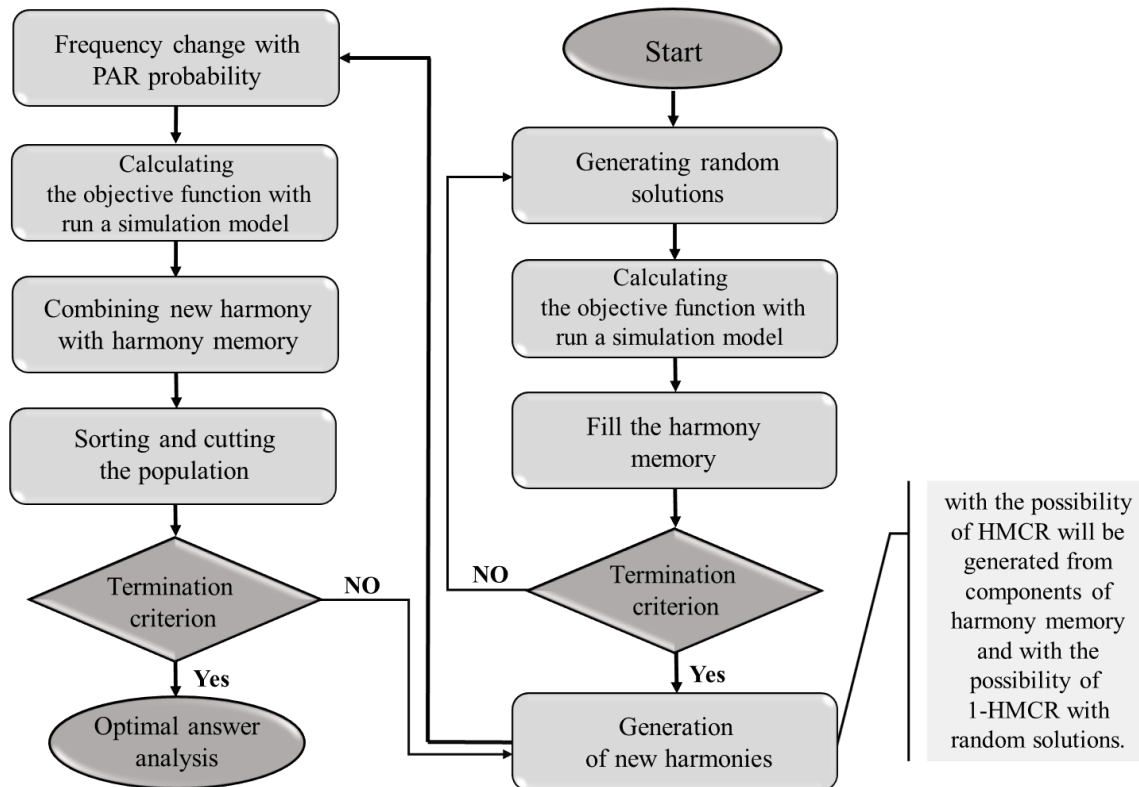 Start
Generating random
solutions
Calculating
the objective function with
run a simulation model
Fill the harmony
memory
Termination
criterion
NO
Yes
Generation
of new harmonies
with the possibility
of HMCR will be
generated from
components of
harmony memory
and with the
possibility of
1-HMCR with
random solutions.
Frequency change with
PAR probability
Calculating
the objective function with
run a simulation model
Combining new harmony
with harmony memory
Sorting and cutting
the population
Termination
criterion
NO
Yes
Optimal answer
analysis